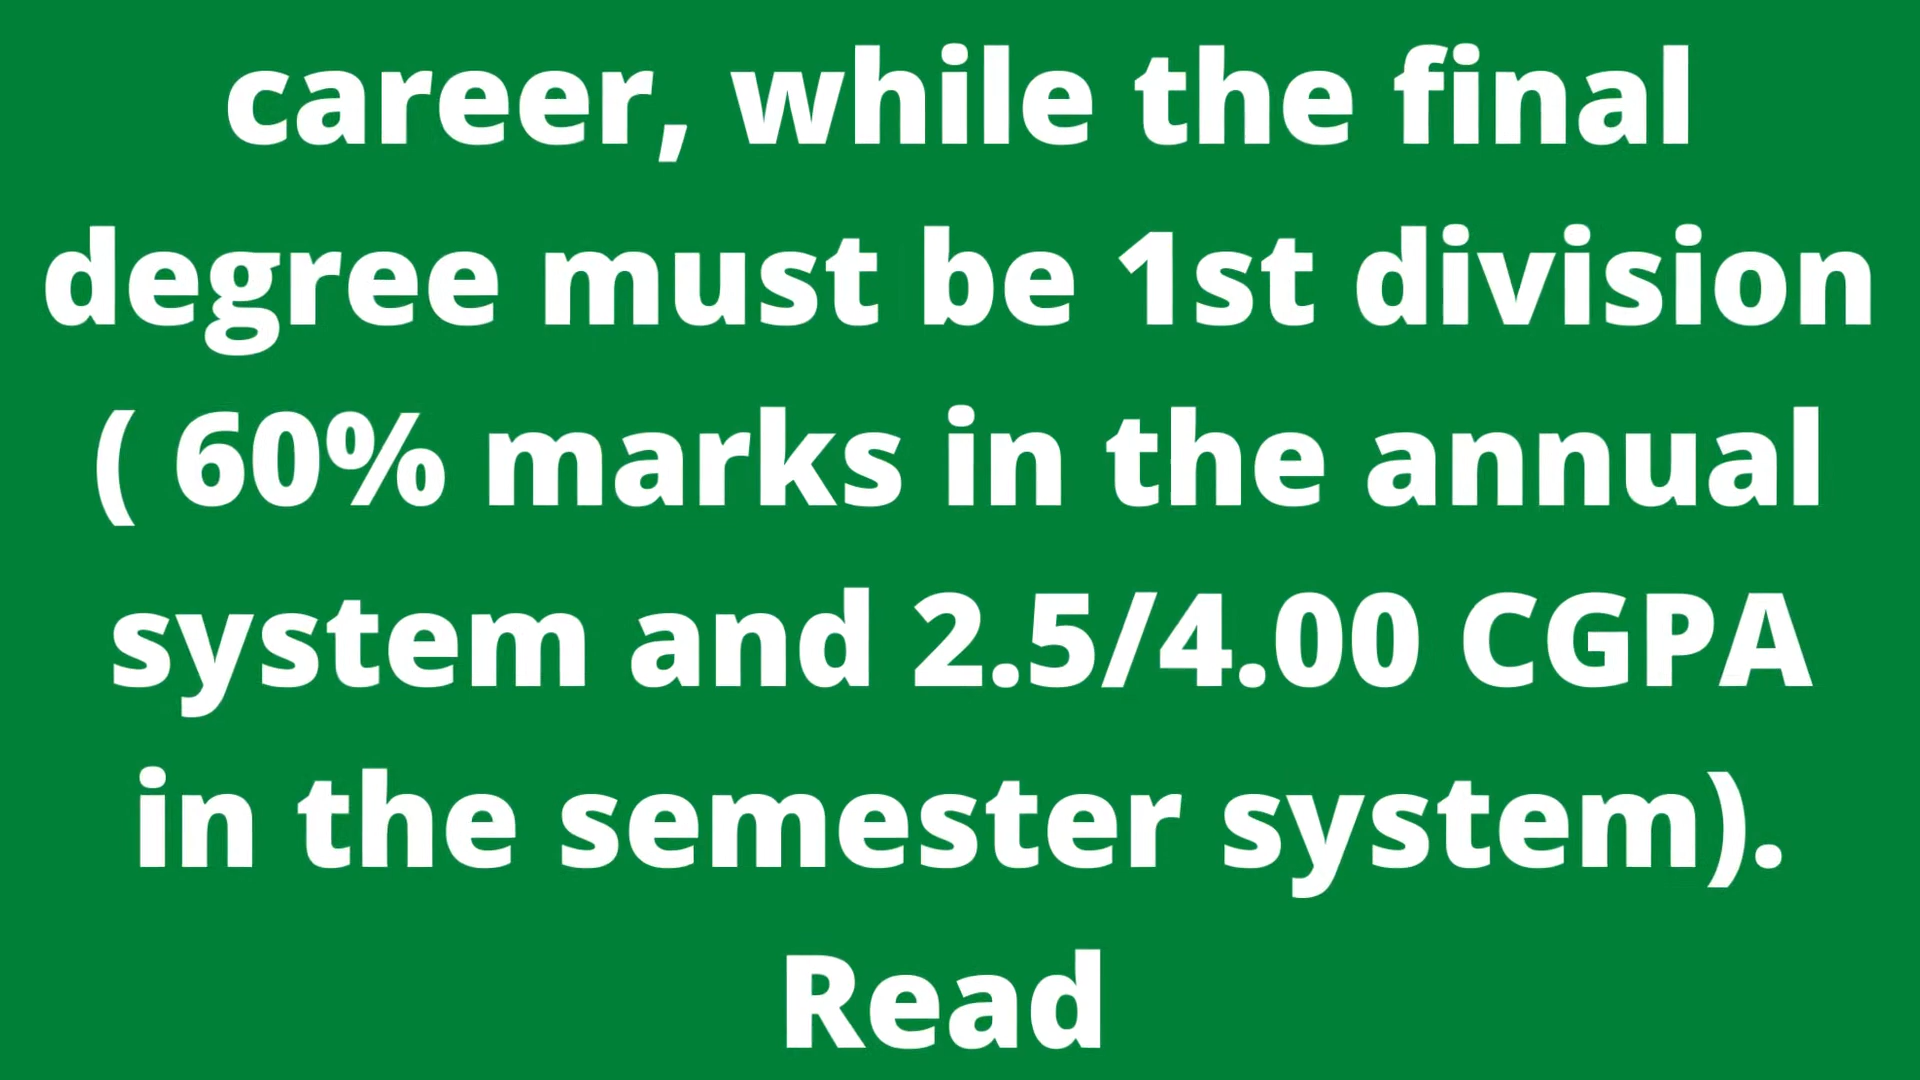 career, while the final
degree must be 1st division
( 60% marks in the annual
system and 2.5/4.00 CGPA
in the semester system).
Read